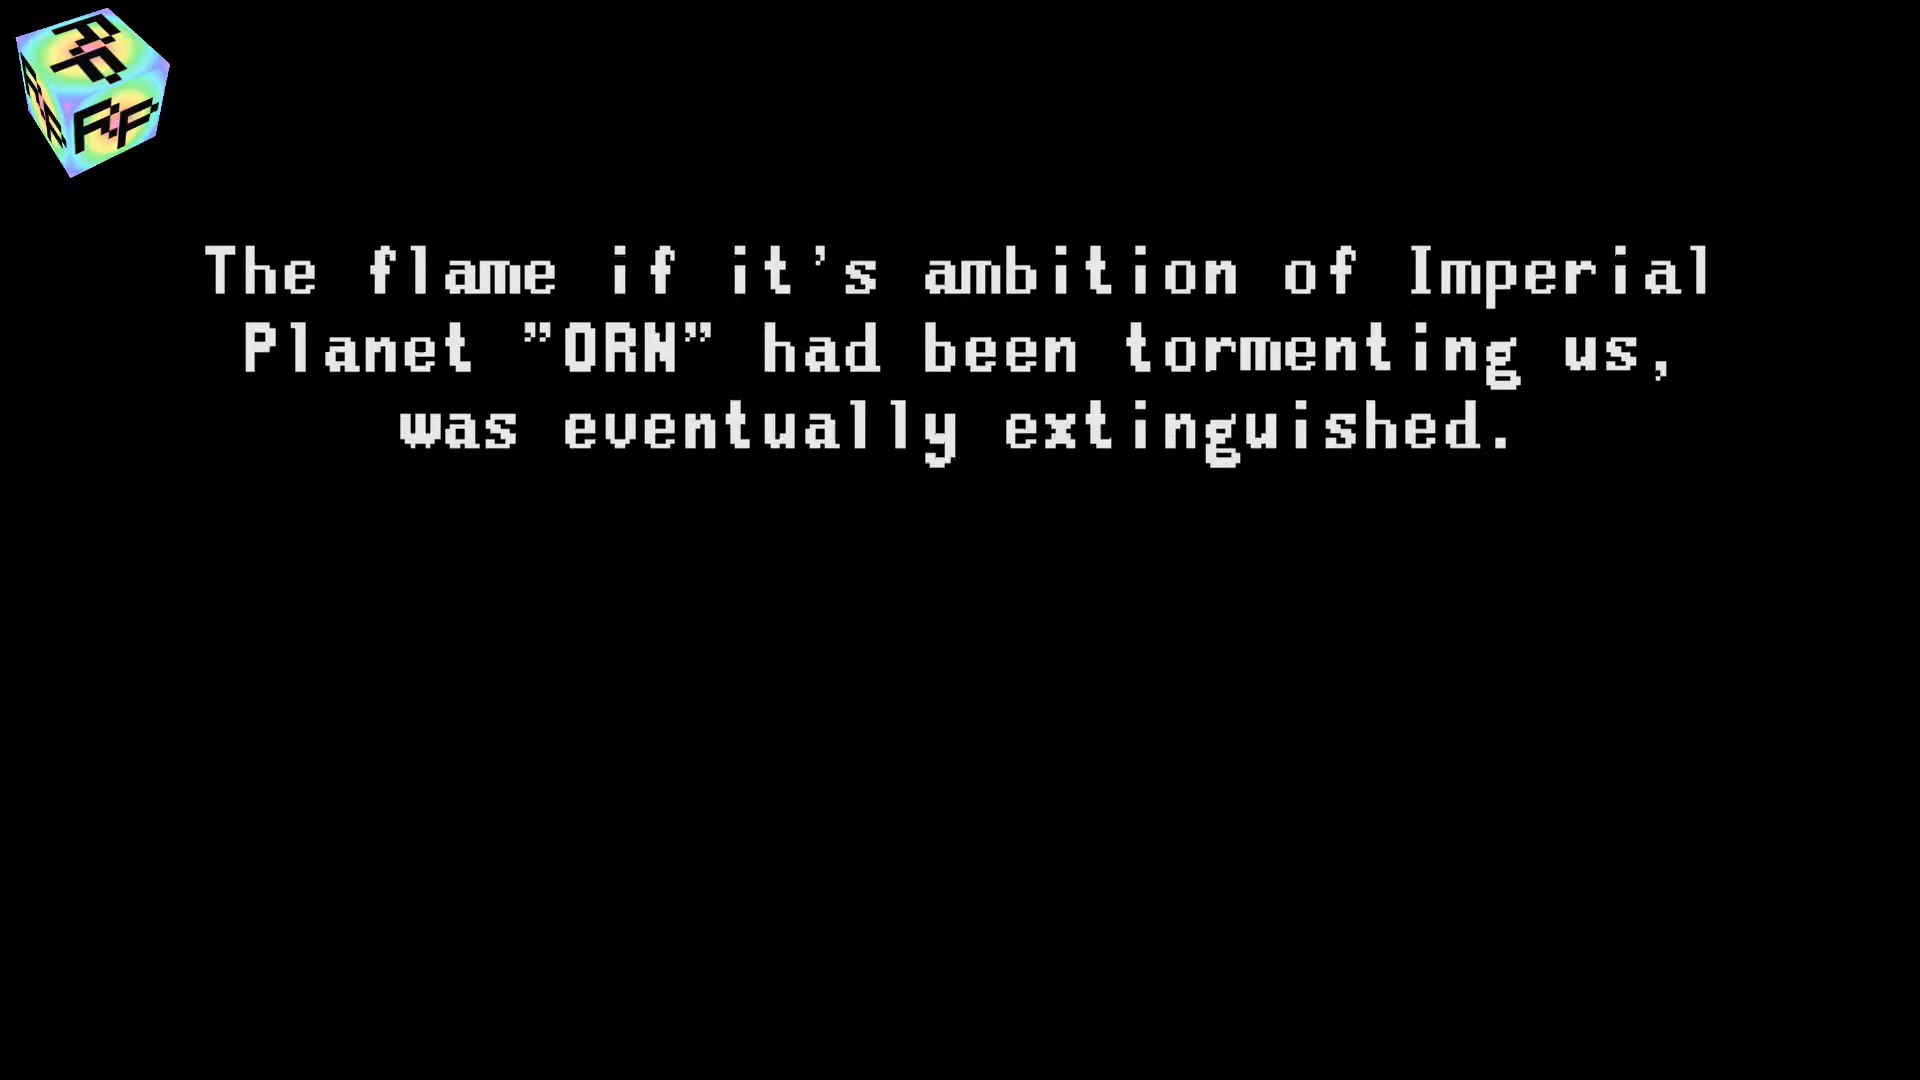 The flame if it's ambition of Imperial
Planet "ORN" had been tormenting us,
was eventually extinguished.